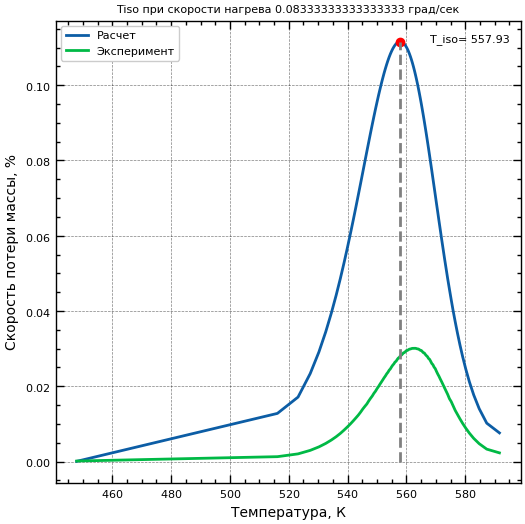 Tiso при скорости нагрева 0.08333333333333333 град/сек
Расчет
Эксперимент
T_iso= 557.93
Скорость потери массы, %
0.10
0.08
0.06
0.04
0.02
0.00
460 480 500 520 540 560 580
Температура, К